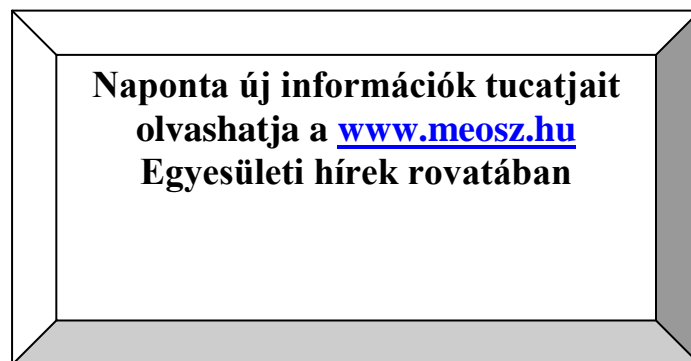 Naponta új információk tucatjait
olvashatja a www.meosz.hu
Egyesületi hírek rovatában